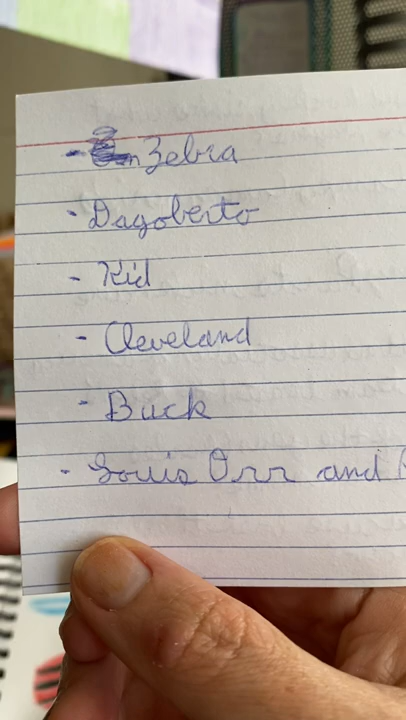 - Zebra
- Dagoberto
- Kid
- Cleveland
- Buck
- Louis Orr and